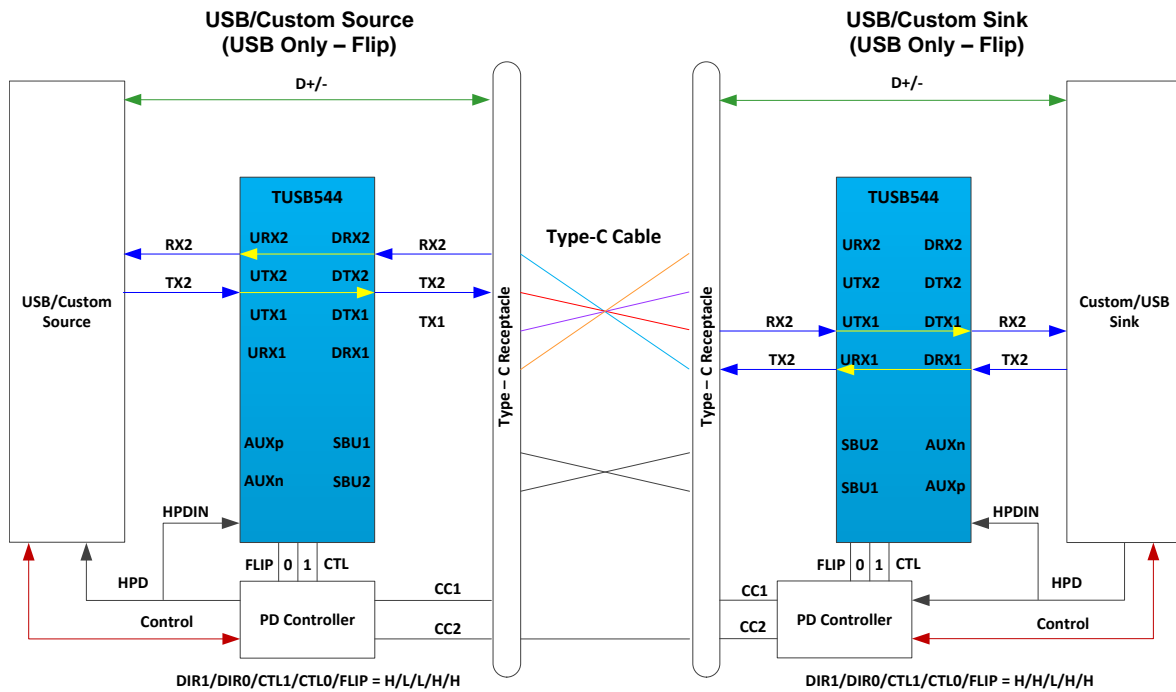 USB/Custom Source
(USB Only – Flip)
USB/Custom Sink
(USB Only – Flip)
D+/-
D+/-
TUSB544
TUSB544
Type-C Cable
RX2
URX2
DRX2
RX2
URX2
DRX2
TX2
UTX2
DTX2
TX2
UTX2
DTX2
USB/Custom
Source
UTX1
DTX1
TX1
RX2
UTX1
DTX1
RX2
Custom/USB
Sink
URX1
DRX1
TX2
URX1
DRX1
TX2
Type – C Receptacle
Type – C Receptacle
AUXp
SBU1
SBU2
AUXn
AUXn
SBU2
SBU1
AUXp
HPDIN
HPDIN
FLIP
0
1
CTL
FLIP
0
1
CTL
HPD
CC1
CC1
HPD
Control
PD Controller
CC2
CC2
PD Controller
Control
DIR1/DIR0/CTL1/CTL0/FLIP = H/L/L/H/H
DIR1/DIR0/CTL1/CTL0/FLIP = H/H/L/H/H